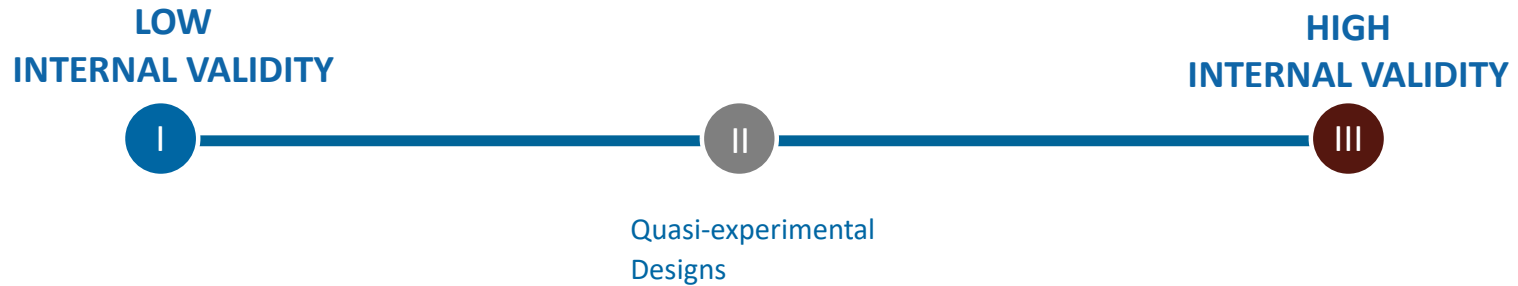 LOW
INTERNAL VALIDITY
HIGH
INTERNAL VALIDITY
I
II
III
Quasi-experimental
Designs